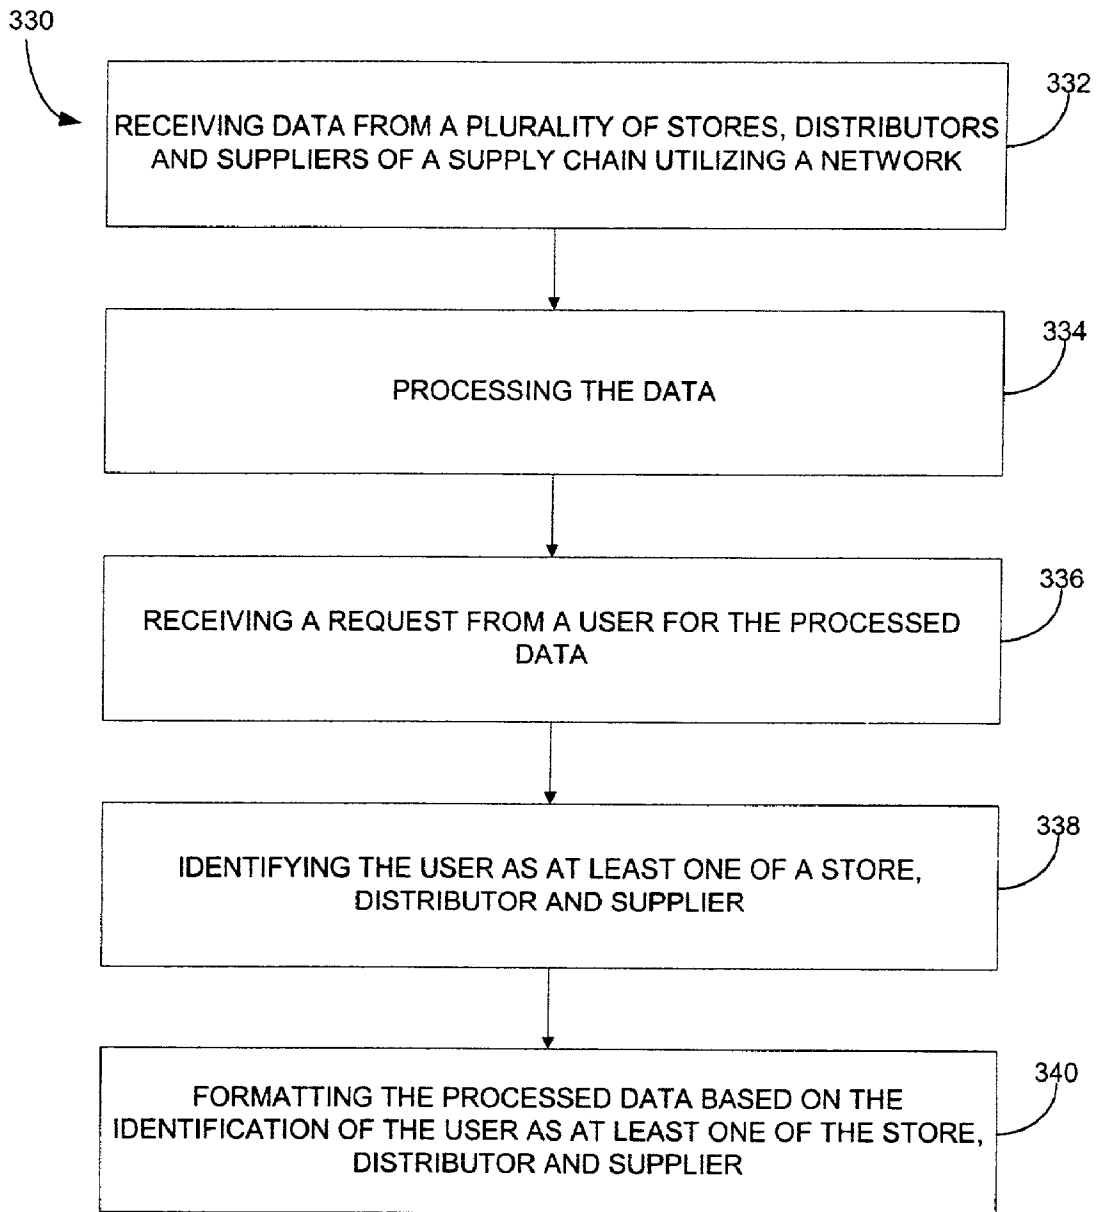 330
332
RECEIVING DATA FROM A PLURALITY OF STORES, DISTRIBUTORS
AND SUPPLIERS OF A SUPPLY CHAIN UTILIZING A NETWORK
334
PROCESSING THE DATA
336
RECEIVING A REQUEST FROM A USER FOR THE PROCESSED
DATA
338
IDENTIFYING THE USER AS AT LEAST ONE OF A STORE,
DISTRIBUTOR AND SUPPLIER
340
FORMATTING THE PROCESSED DATA BASED ON THE
IDENTIFICATION OF THE USER AS AT LEAST ONE OF THE STORE,
DISTRIBUTOR AND SUPPLIER